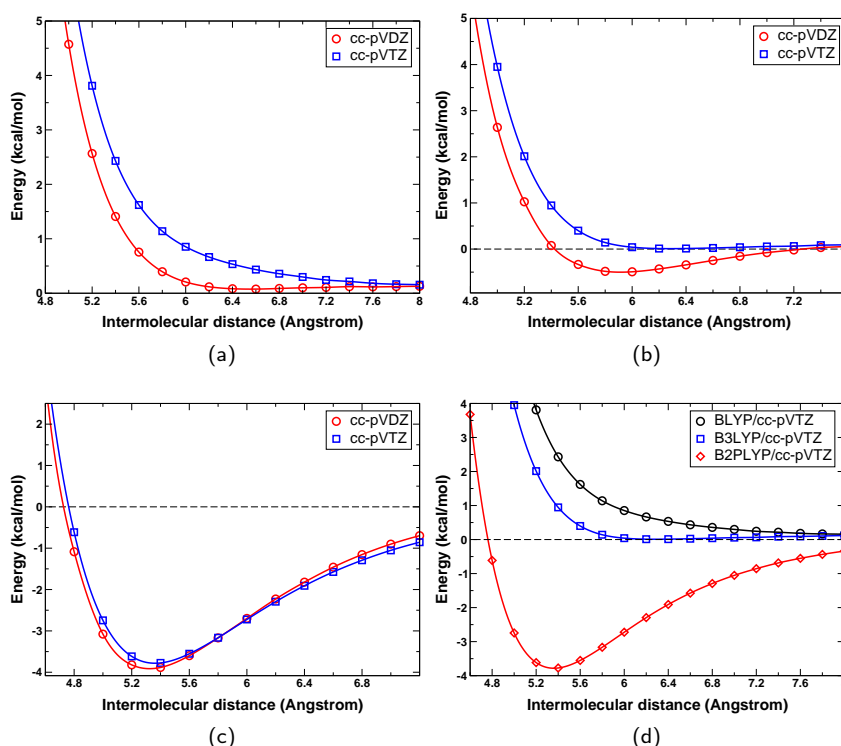 5
4
3
2
1
0
Energy (kcal/mol)
4.8 5.2 5.6 6 6.4 6.8 7.2 7.6 8
Intermolecular distance (Angstrom)
cc-pVDZ
cc-pVTZ
(a)
5
4
3
2
1
0
Energy (kcal/mol)
4.8 5.2 5.6 6 6.4 6.8 7.2
Intermolecular distance (Angstrom)
cc-pVDZ
cc-pVTZ
(b)
2
1
0
-1
-2
-3
-4
Energy (kcal/mol)
4.8 5.2 5.6 6 6.4 6.8
Intermolecular distance (Angstrom)
cc-pVDZ
cc-pVTZ
(c)
4
3
2
1
0
-1
-2
-3
-4
Energy (kcal/mol)
4.8 5.2 5.6 6 6.4 6.8 7.2 7.6
Intermolecular distance (Angstrom)
BLYP/cc-pVTZ
B3LYP/cc-pVTZ
B2PLYP/cc-pVTZ
(d)